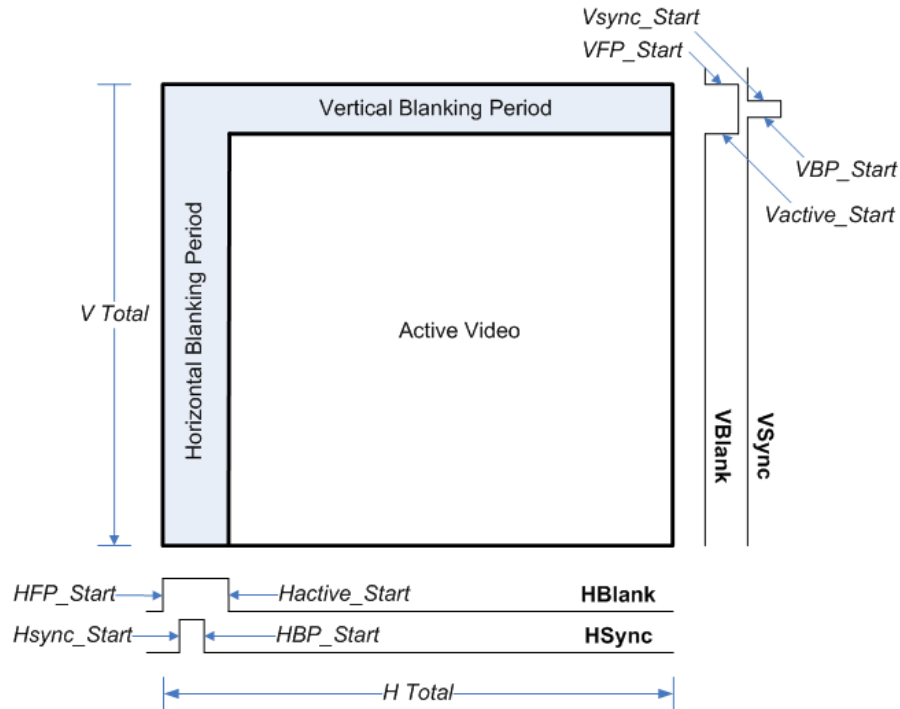 Vsync_Start
VFP_Start
Vertical Blanking Period
VBP_Start
Vactive_Start
V Total
Horizontal Blanking Period
Active Video
VBlank
VSync
HFP_Start
Hactive_Start
HBlank
Hsync_Start
HBP_Start
HSync
H Total